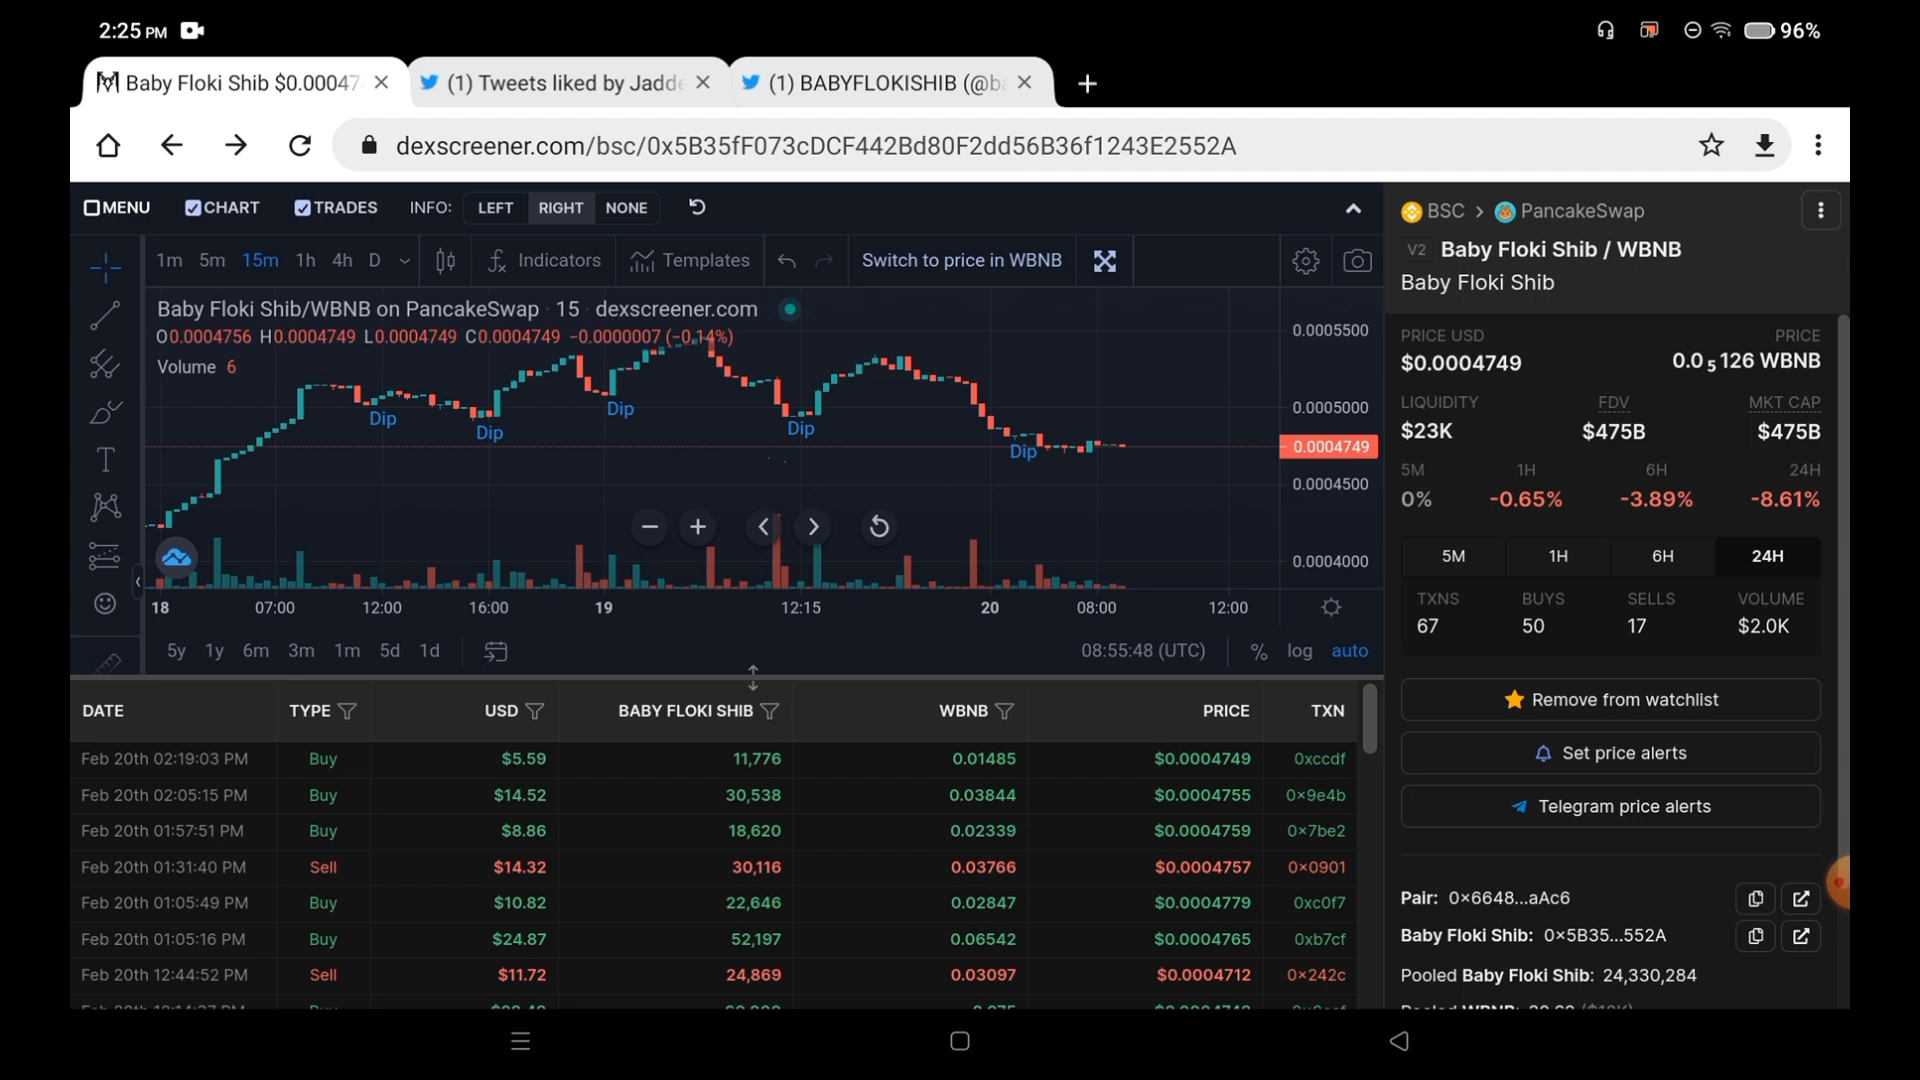 2:25 PM
96%
Baby Floki Shib $0.00047
(1) Tweets liked by Jadde
(1) BABYFLOKISHIB (@ba
dexscreener.com/bsc/0x5B35fF073cDCF442Bd80F2dd56B36f1243E2552A
MENU CHART TRADES INFO: LEFT RIGHT NONE
1m 5m 15m 1h 4h D Indicators Templates Switch to price in WBNB
Baby Floki Shib/WBNB on PancakeSwap · 15 · dexscreener.com
O0.0004756 H0.0004749 L0.0004749 C0.0004749 −0.0000007 (−0.14%)
Volume 6
Dip
Dip
Dip
Dip
Dip
0.0005500
0.0005000
0.0004749
0.0004500
0.0004000
18 07:00 12:00 16:00 19 12:15 20 08:00 12:00
5y 1y 6m 3m 1m 5d 1d 08:55:48 (UTC) % log auto
DATE TYPE USD BABY FLOKI SHIB WBNB PRICE TXN
Feb 20th 02:19:03 PM Buy $5.59 11,776 0.01485 $0.0004749 0xccdf
Feb 20th 02:05:15 PM Buy $14.52 30,538 0.03844 $0.0004755 0×9e4b
Feb 20th 01:57:51 PM Buy $8.86 18,620 0.02339 $0.0004759 0×7be2
Feb 20th 01:31:40 PM Sell $14.32 30,116 0.03766 $0.0004757 0×0901
Feb 20th 01:05:49 PM Buy $10.82 22,646 0.02847 $0.0004779 0xc0f7
Feb 20th 01:05:16 PM Buy $24.87 52,197 0.06542 $0.0004765 0xb7cf
Feb 20th 12:44:52 PM Sell $11.72 24,869 0.03097 $0.0004712 0×242c
BSC PancakeSwap
V2 Baby Floki Shib / WBNB
Baby Floki Shib
PRICE USD PRICE
$0.0004749 0.0₅126 WBNB
LIQUIDITY FDV MKT CAP
$23K $475B $475B
5M 1H 6H 24H
0% -0.65% -3.89% -8.61%
5M 1H 6H 24H
TXNS BUYS SELLS VOLUME
67 50 17 $2.0K
Remove from watchlist
Set price alerts
Telegram price alerts
Pair: 0×6648...aAc6
Baby Floki Shib: 0×5B35...552A
Pooled Baby Floki Shib: 24,330,284